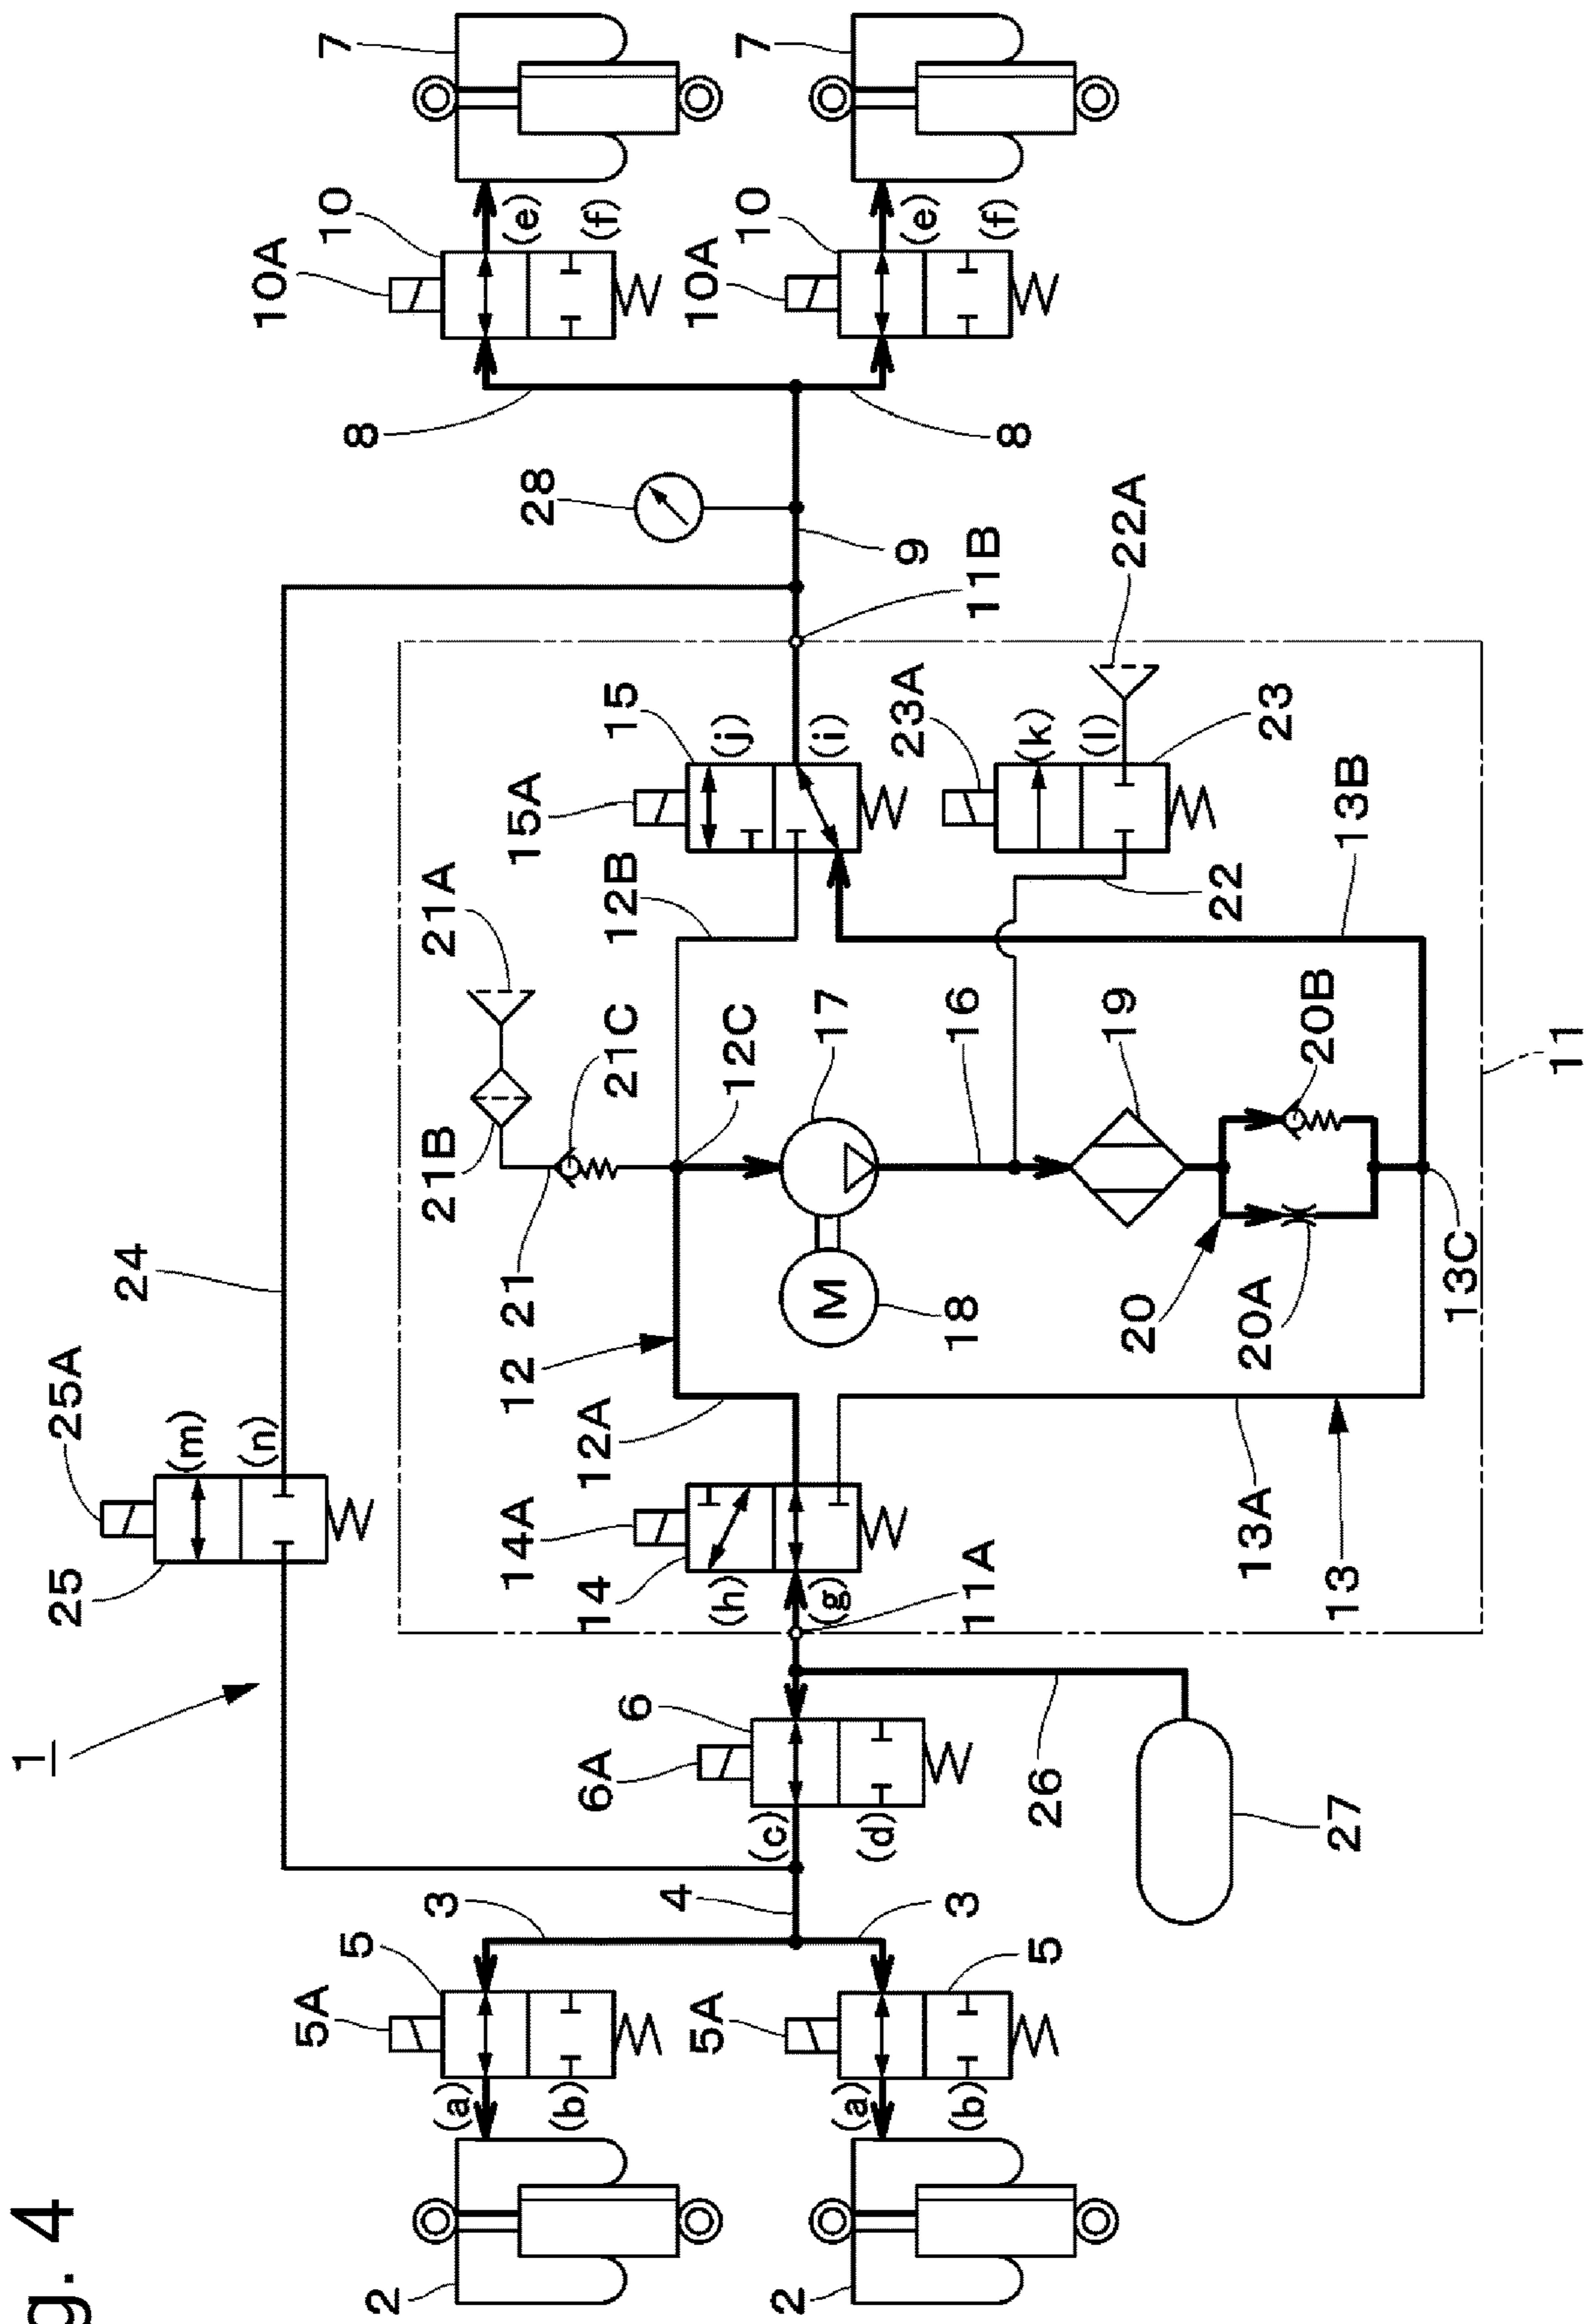 g. 4
1
7
7
10
10A
(e)
(f)
10
10A
(e)
(f)
8
8
28
9
11B
22A
15
15A
(j)
(i)
23A
(k)
(l)
23
13B
22
12B
21A
21C
21B
21
12C
17
16
19
20B
11
24
25A
(m)
(n)
25
12
12A
M
18
20
20A
13C
14A
14
(h)
(g)
11A
13A
13
6
6A
(c)
(d)
26
27
3
4
3
5
5A
(a)
(b)
5
5A
(a)
(b)
2
2